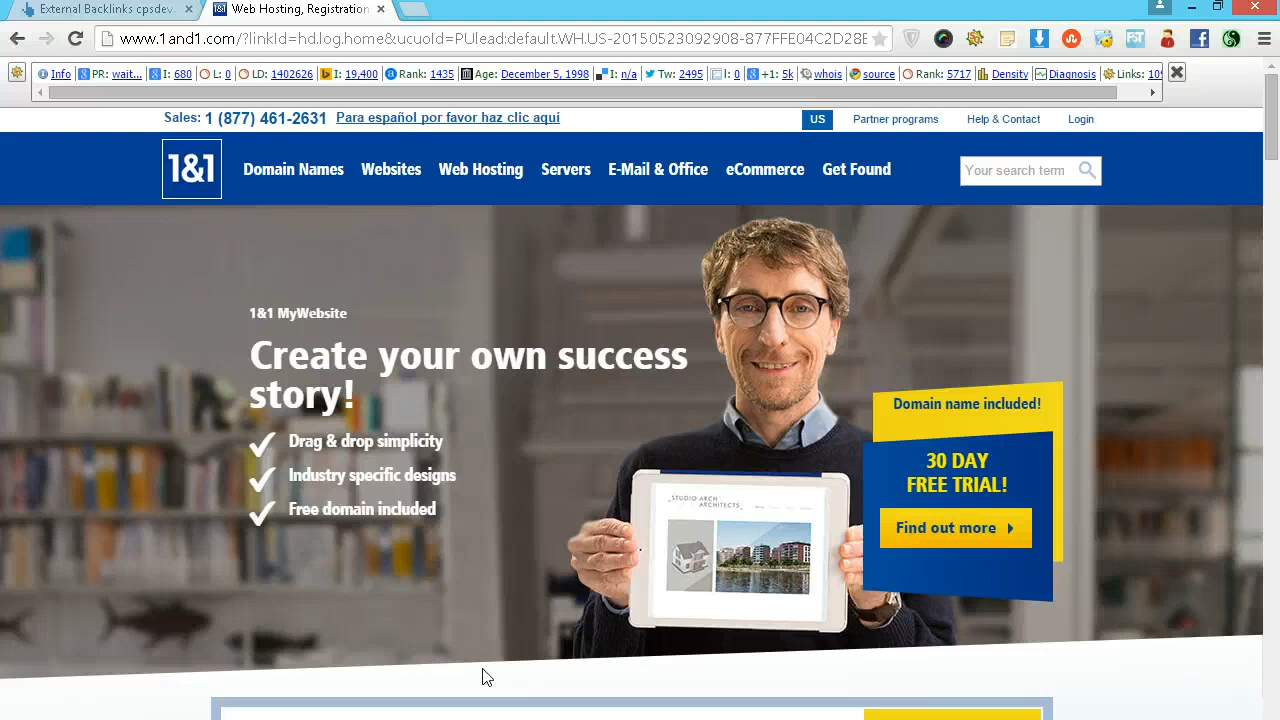 External Backlinks cpsdev.
Web Hosting, Registration
www.1and1.com/?linkId=hd.log.home&ucuoId=PUlead:default.WH.US-20150523092908-877FFE04C2D28E
Info PR: wait... I: 680 L: 0 LD: 1402626 I: 19,400 Rank: 1435 Age: December 5, 1998 I: n/a Tw: 2495 l: 0 +1: 5k whois source Rank: 5717 Density Diagnosis Links: 109
Sales: 1 (877) 461-2631 Para español por favor haz clic aquí US Partner programs Help & Contact Login
1&1 Domain Names Websites Web Hosting Servers E-Mail & Office eCommerce Get Found Your search term
1&1 MyWebsite
Create your own success
story!
Drag & drop simplicity
Industry specific designs
Free domain included
STUDIO ARCH
ARCHITECTS
Domain name included!
30 DAY
FREE TRIAL!
Find out more